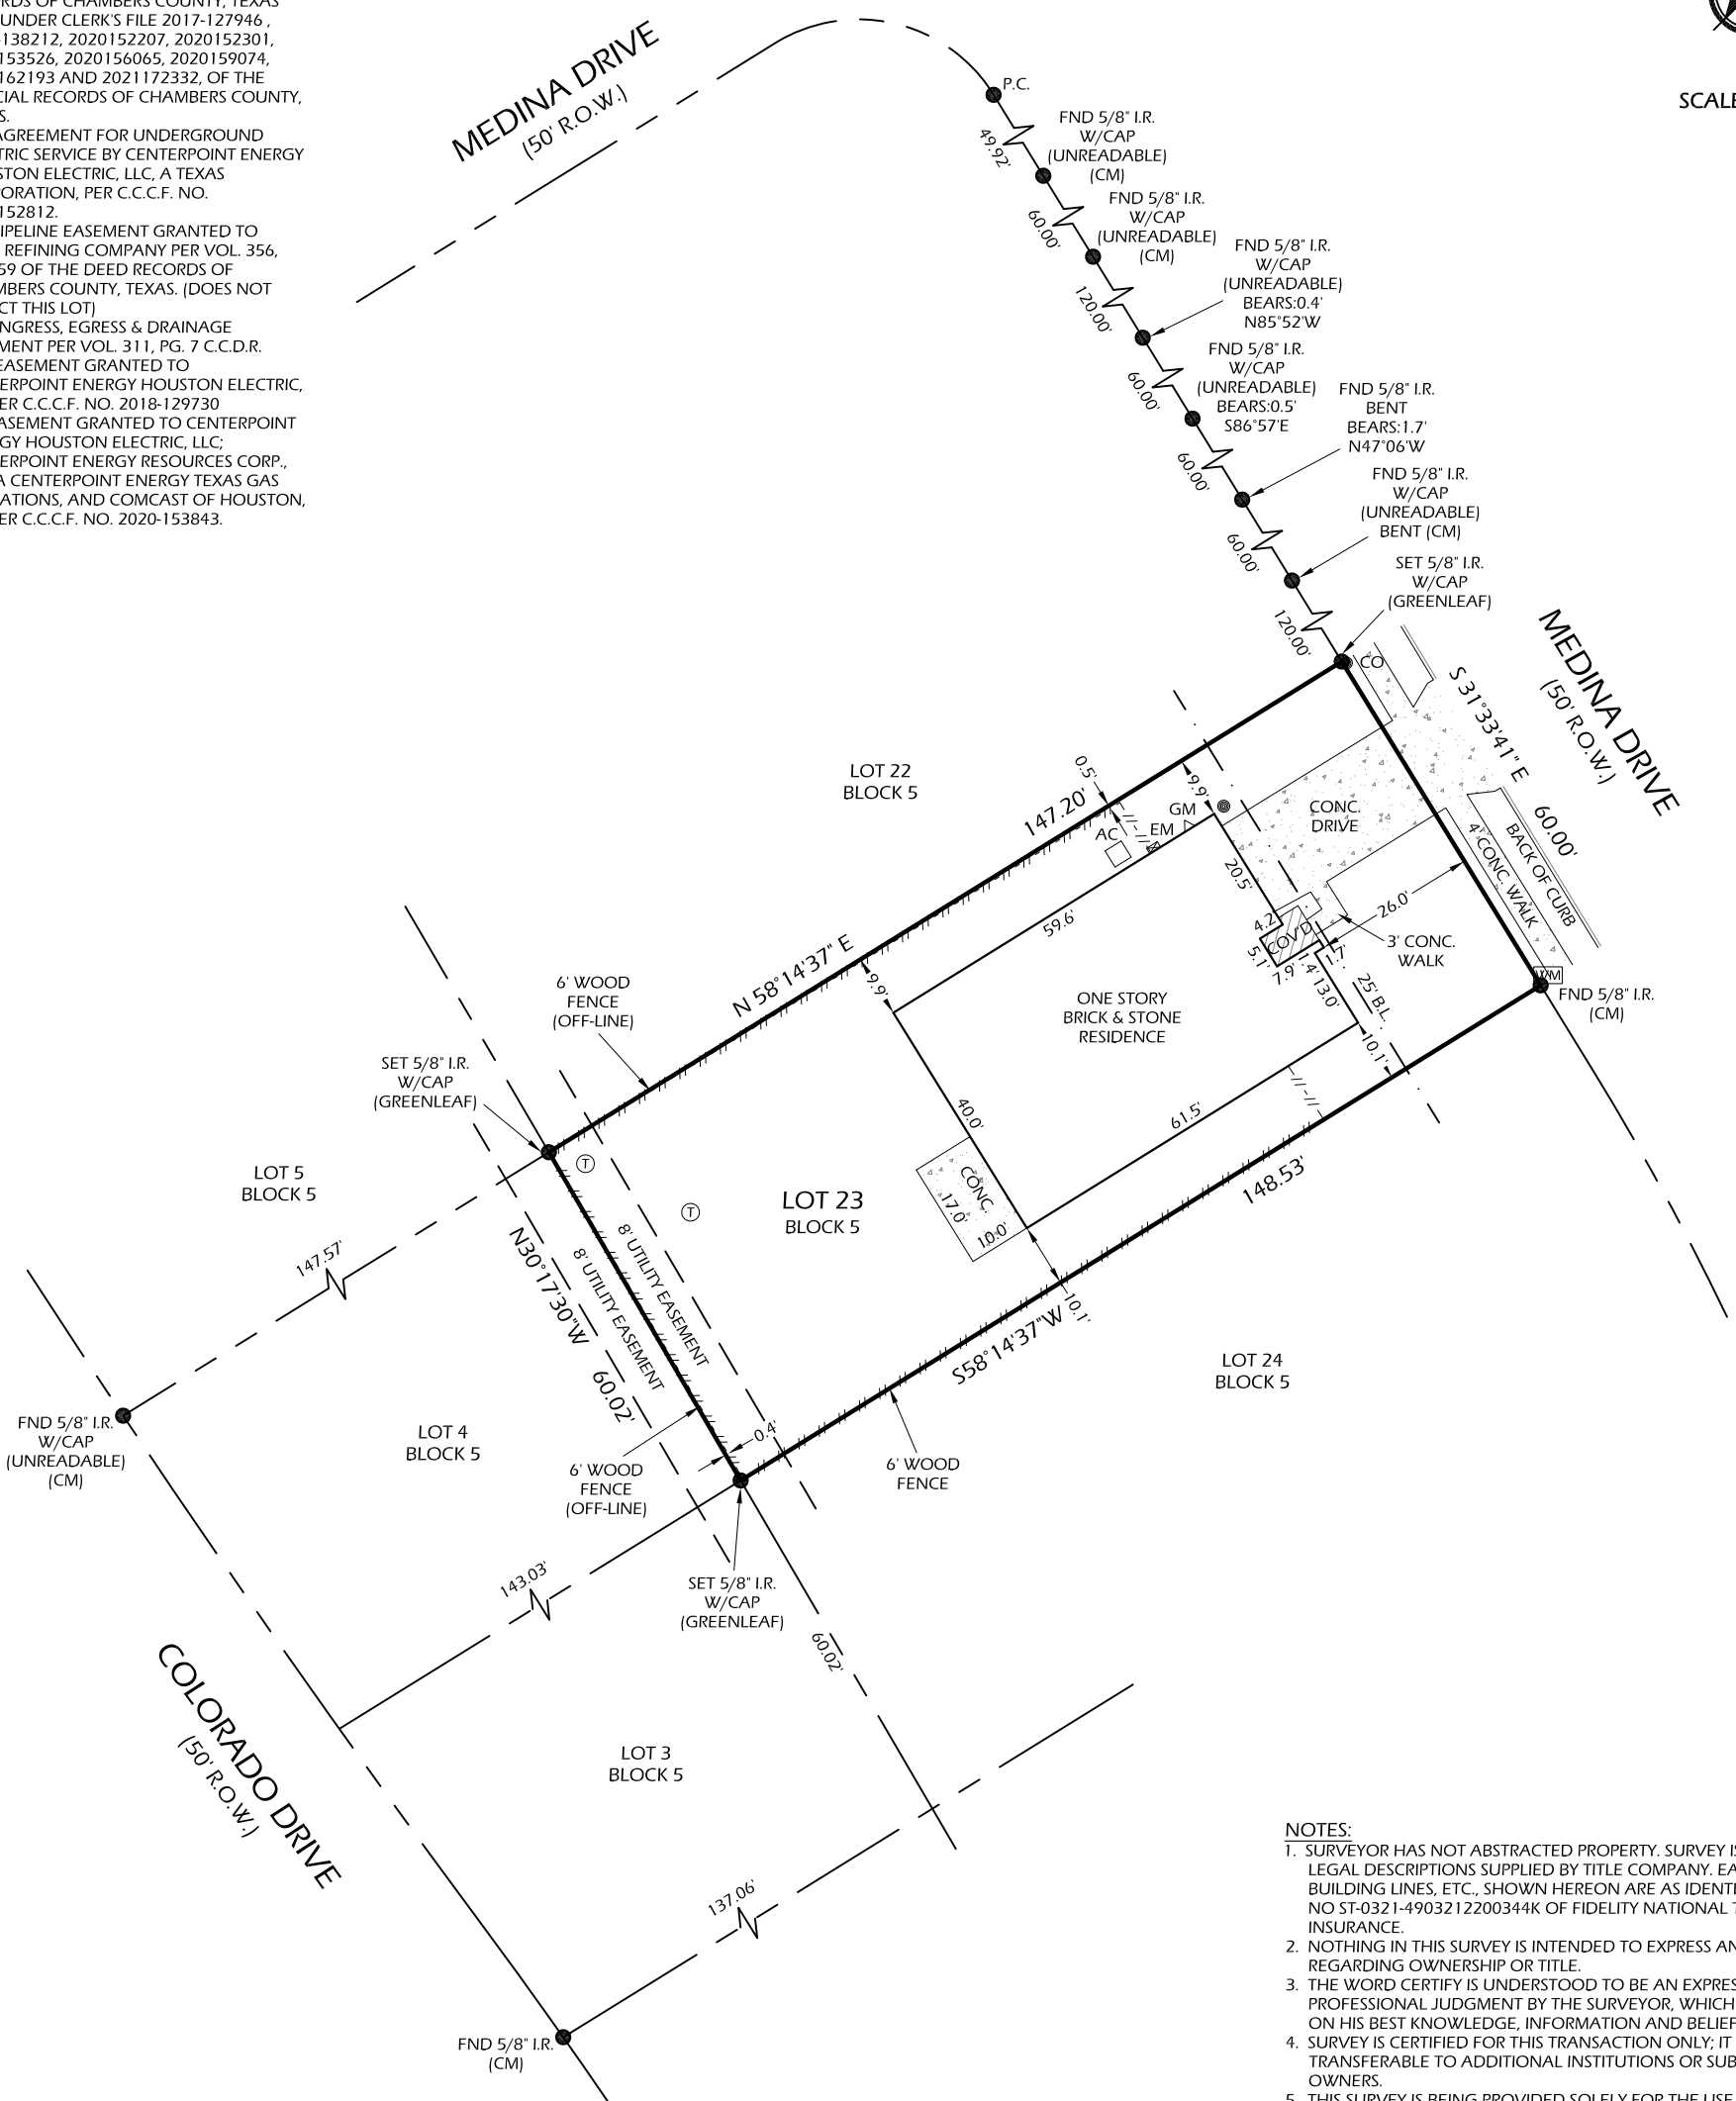 RDS OF CHAMBERS COUNTY, TEXAS
UNDER CLERK'S FILE 2017-127946 ,
138212, 2020152207, 2020152301,
153526, 2020156065, 2020159074,
162193 AND 2021172332, OF THE
CIAL RECORDS OF CHAMBERS COUNTY,
S.
AGREEMENT FOR UNDERGROUND
TRIC SERVICE BY CENTERPOINT ENERGY
STON ELECTRIC, LLC, A TEXAS
PORATION, PER C.C.C.F. NO.
152812.
IPELINE EASEMENT GRANTED TO
REFINING COMPANY PER VOL. 356,
59 OF THE DEED RECORDS OF
MBERS COUNTY, TEXAS. (DOES NOT
CT THIS LOT)
INGRESS, EGRESS & DRAINAGE
MENT PER VOL. 311, PG. 7 C.C.D.R.
EASEMENT GRANTED TO
ERPOINT ENERGY HOUSTON ELECTRIC,
ER C.C.C.F. NO. 2018-129730
ASEMENT GRANTED TO CENTERPOINT
GY HOUSTON ELECTRIC, LLC;
ERPOINT ENERGY RESOURCES CORP.,
A CENTERPOINT ENERGY TEXAS GAS
ATIONS, AND COMCAST OF HOUSTON,
ER C.C.C.F. NO. 2020-153843.
MEDINA DRIVE
(50' R.O.W.)
SCALE
P.C.
49.92'
FND 5/8" I.R.
W/CAP
(UNREADABLE)
(CM)
60.00'
FND 5/8" I.R.
W/CAP
(UNREADABLE)
(CM)
120.00'
FND 5/8" I.R.
W/CAP
(UNREADABLE)
BEARS:0.4'
N85°52'W
60.00'
FND 5/8" I.R.
W/CAP
(UNREADABLE)
BEARS:0.5'
S86°57'E
60.00'
FND 5/8" I.R.
BENT
BEARS:1.7'
N47°06'W
60.00'
FND 5/8" I.R.
W/CAP
(UNREADABLE)
BENT (CM)
120.00'
SET 5/8" I.R.
W/CAP
(GREENLEAF)
CO
MEDINA DRIVE
(50' R.O.W.)
S 31°33'41" E
60.00'
BACK OF CURB
4' CONC. WALK
LOT 22
BLOCK 5
0.5'
147.20'
9.9'
GM
EM
AC
CONC.
DRIVE
20.5'
26.0'
59.6'
4.2'
COV'D
3' CONC.
WALK
5.1'
7.9'
1.4'
13.0'
25' B.L.
WM
FND 5/8" I.R.
(CM)
N 58°14'37" E
9.9'
ONE STORY
BRICK & STONE
RESIDENCE
10.1'
6' WOOD
FENCE
(OFF-LINE)
SET 5/8" I.R.
W/CAP
(GREENLEAF)
40.0'
61.5'
T
T
LOT 5
BLOCK 5
LOT 23
BLOCK 5
CONC.
17.0'
10.0'
148.53'
147.57'
N30°17'30"W
60.02'
8' UTILITY EASEMENT
8' UTILITY EASEMENT
10.1'
S58°14'37"W
LOT 24
BLOCK 5
FND 5/8" I.R.
W/CAP
(UNREADABLE)
(CM)
LOT 4
BLOCK 5
0.4'
6' WOOD
FENCE
(OFF-LINE)
6' WOOD
FENCE
143.03'
SET 5/8" I.R.
W/CAP
(GREENLEAF)
60.02'
COLORADO DRIVE
(50' R.O.W.)
LOT 3
BLOCK 5
137.06'
FND 5/8" I.R.
(CM)
NOTES:
1. SURVEYOR HAS NOT ABSTRACTED PROPERTY. SURVEY IS
LEGAL DESCRIPTIONS SUPPLIED BY TITLE COMPANY. EA
BUILDING LINES, ETC., SHOWN HEREON ARE AS IDENT
NO ST-0321-4903212200344K OF FIDELITY NATIONAL T
INSURANCE.
2. NOTHING IN THIS SURVEY IS INTENDED TO EXPRESS AN
REGARDING OWNERSHIP OR TITLE.
3. THE WORD CERTIFY IS UNDERSTOOD TO BE AN EXPRES
PROFESSIONAL JUDGMENT BY THE SURVEYOR, WHICH
ON HIS BEST KNOWLEDGE, INFORMATION AND BELIEF
4. SURVEY IS CERTIFIED FOR THIS TRANSACTION ONLY; IT
TRANSFERABLE TO ADDITIONAL INSTITUTIONS OR SUB
OWNERS.
5. THIS SURVEY IS BEING PROVIDED SOLELY FOR THE USE